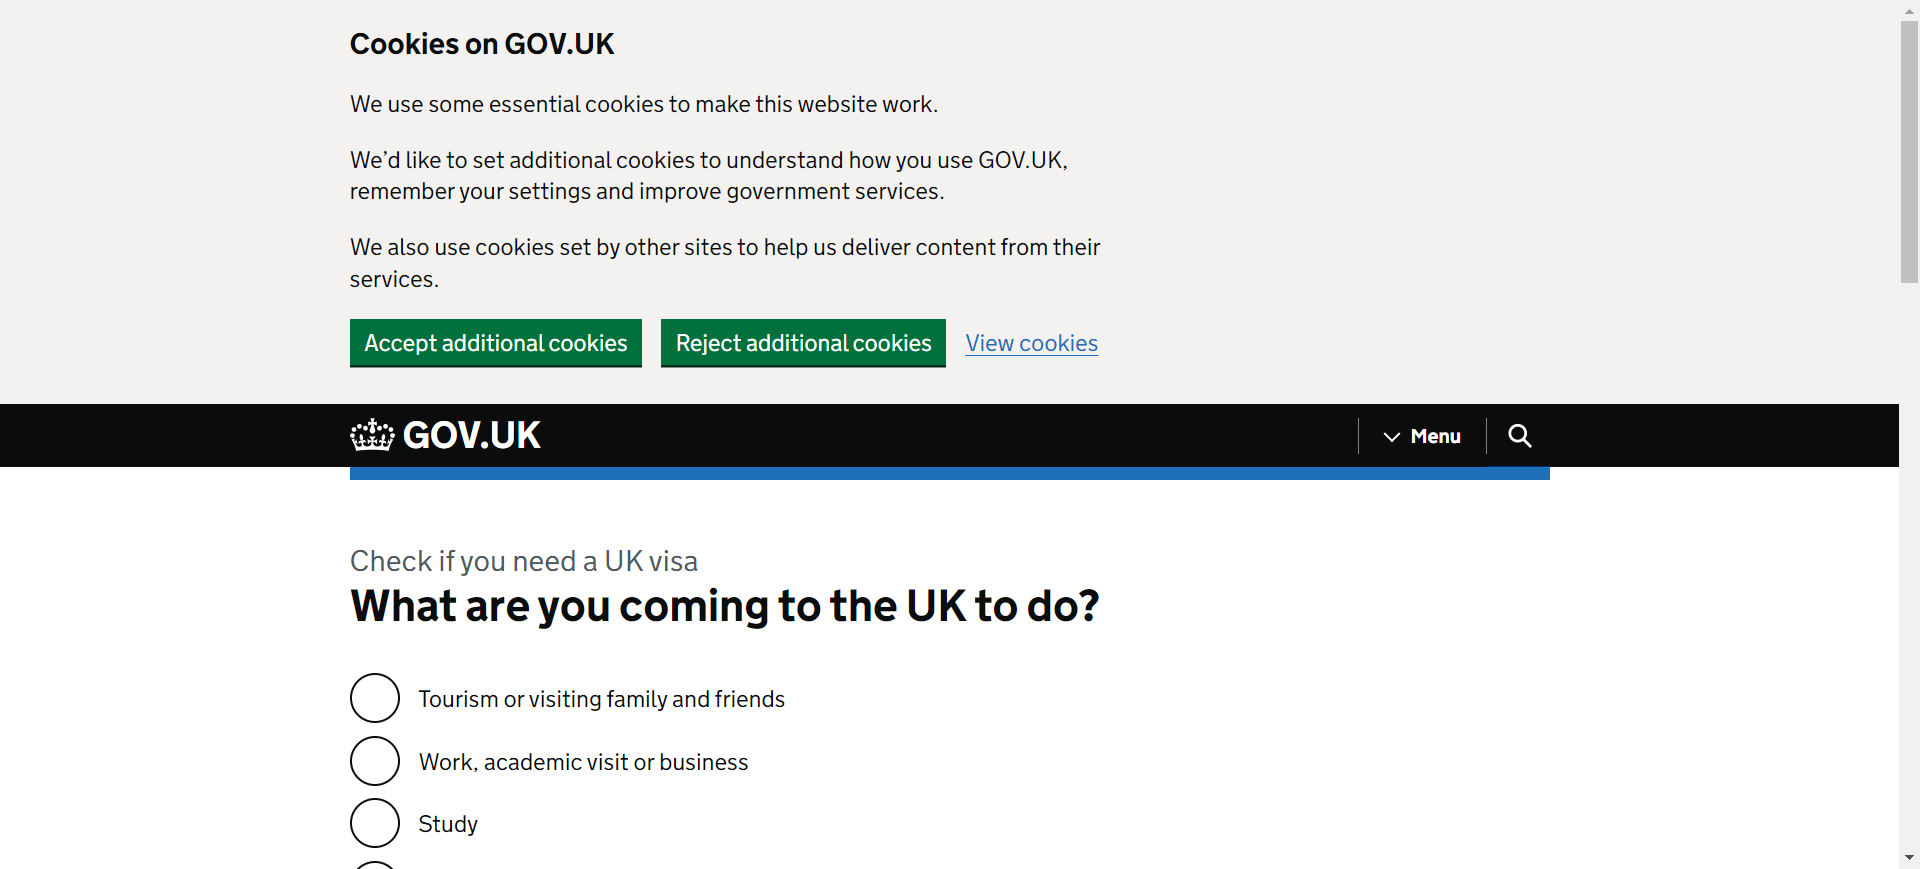 Cookies on GOV.UK
We use some essential cookies to make this website work.
We’d like to set additional cookies to understand how you use GOV.UK,
remember your settings and improve government services.
We also use cookies set by other sites to help us deliver content from their
services.
Accept additional cookies Reject additional cookies View cookies
GOV.UK Menu
Check if you need a UK visa
What are you coming to the UK to do?
Tourism or visiting family and friends
Work, academic visit or business
Study